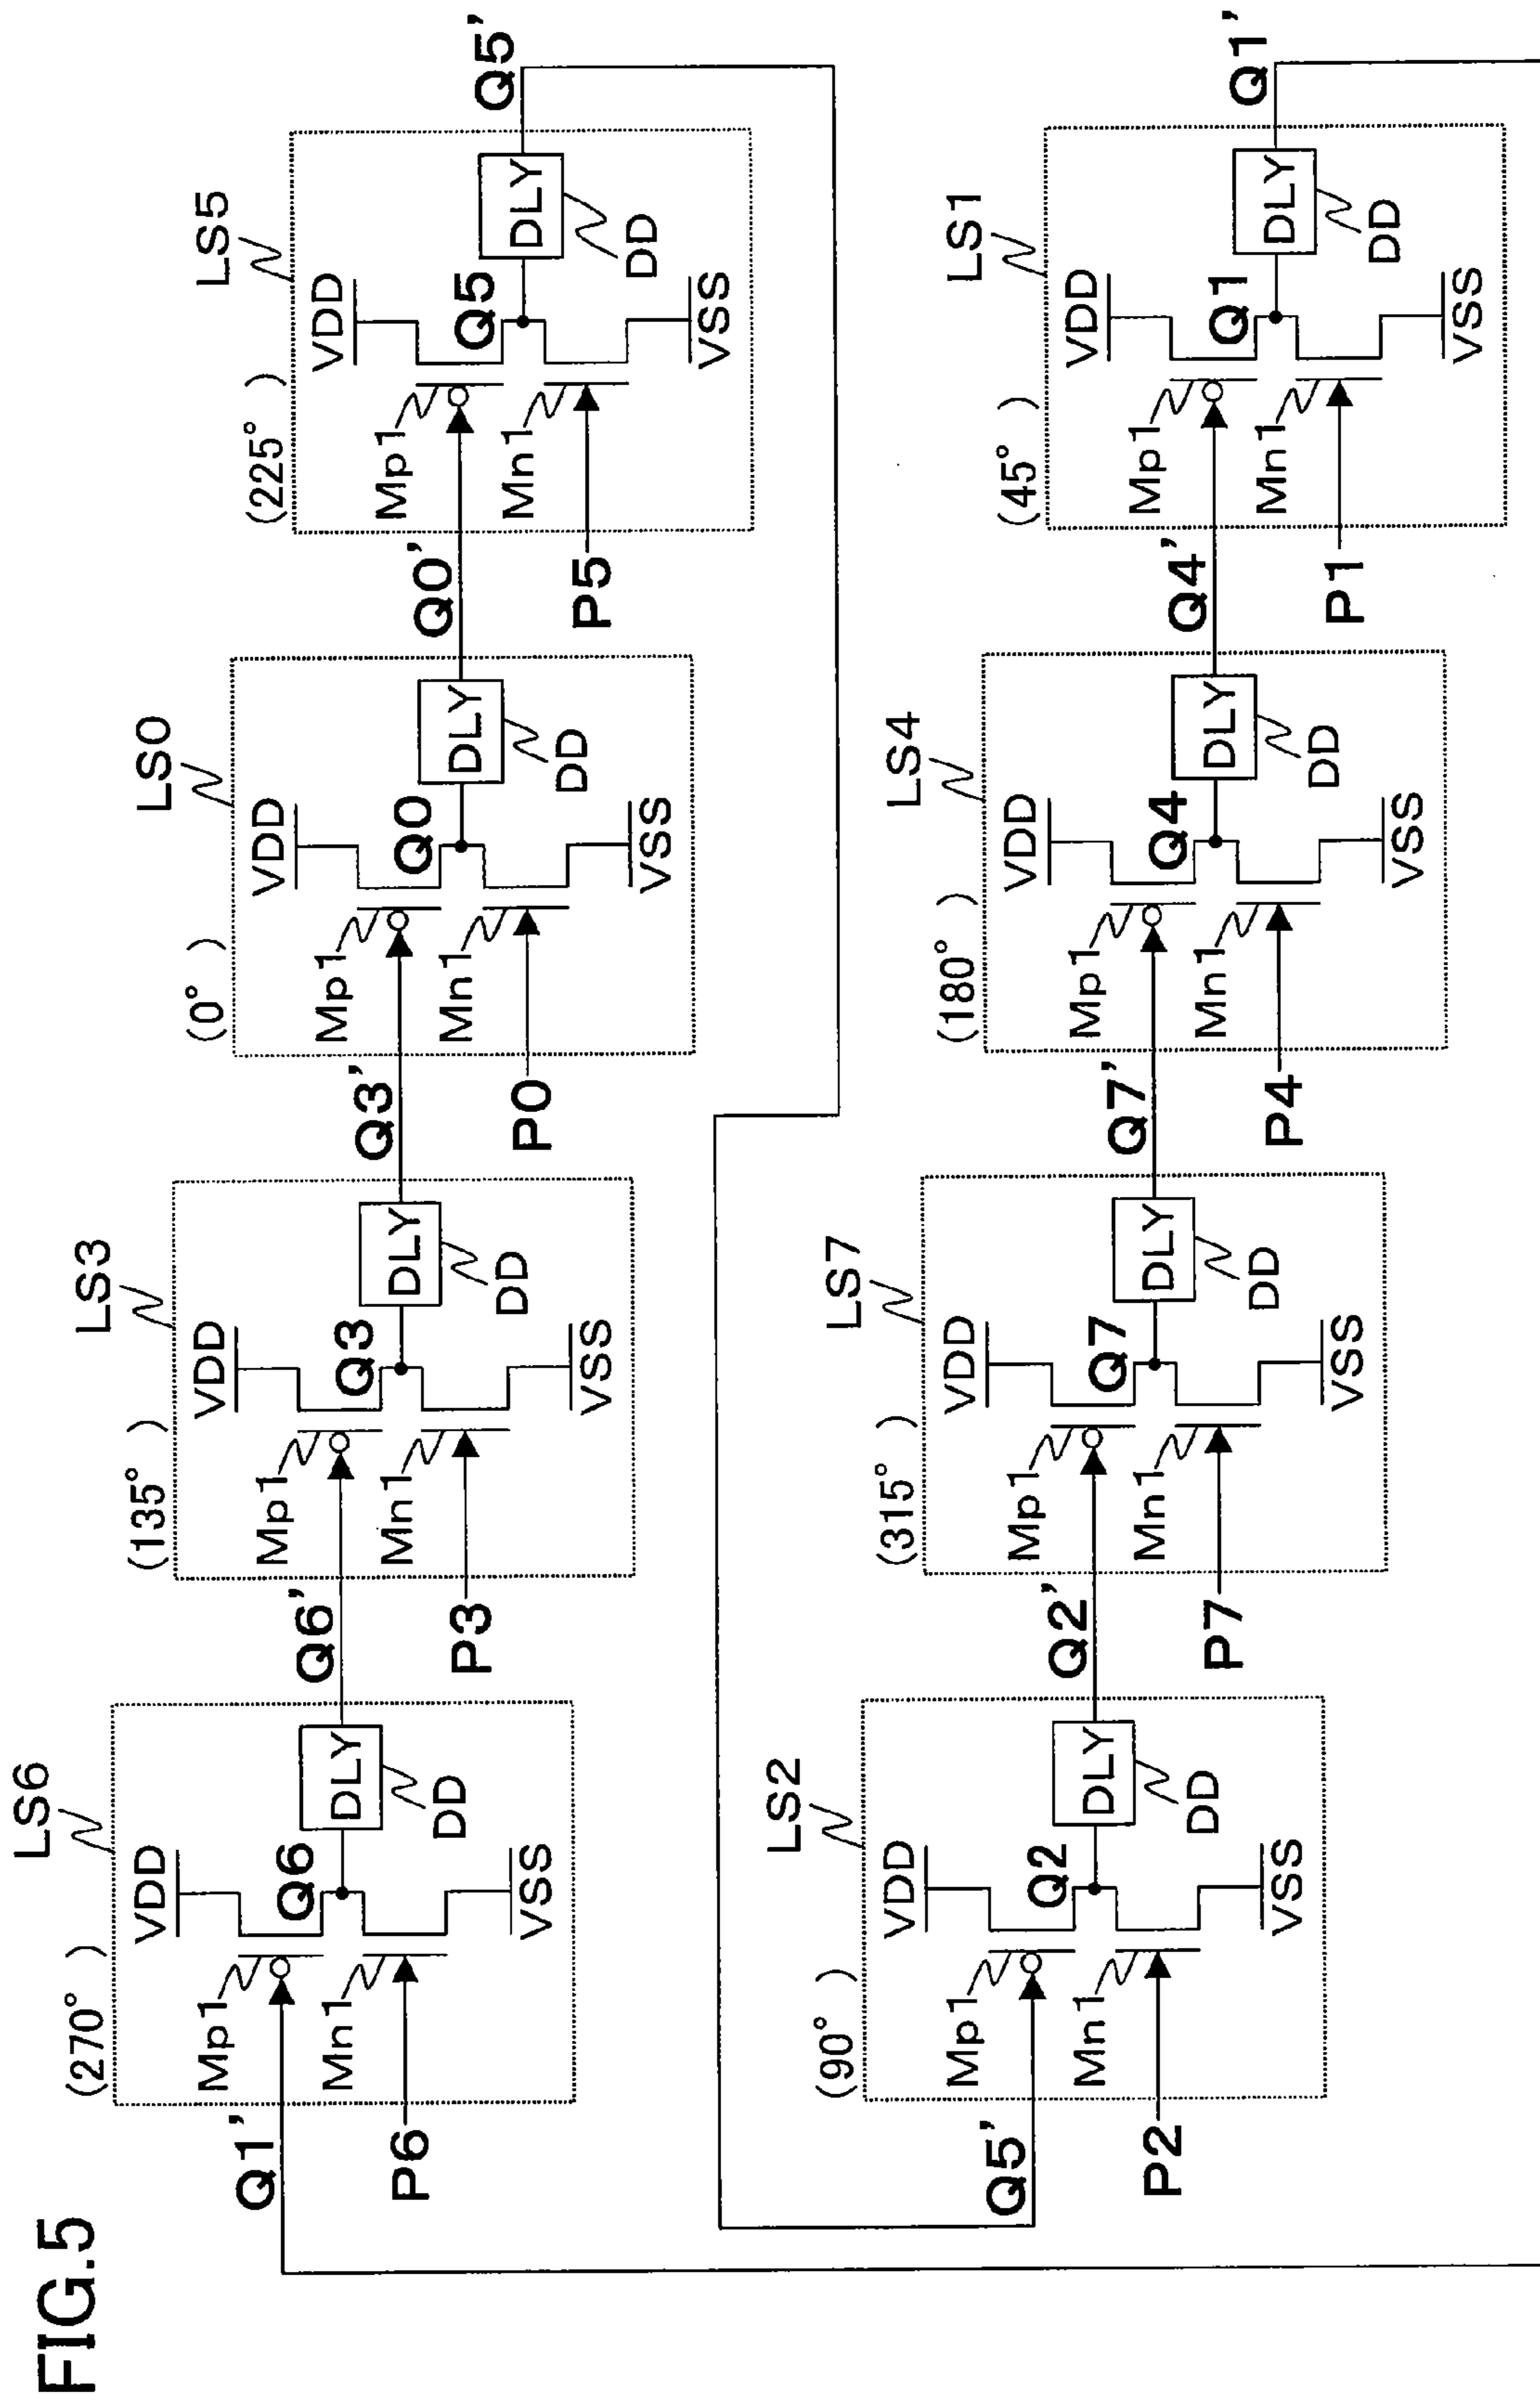 FIG.5
LS6
(270° )
VDD
Q1'
Mp1
Q6
DLY
DD
Q6'
P6
Mn1
VSS
LS3
(135° )
VDD
Mp1
Q3
DLY
DD
Q3'
P3
Mn1
VSS
LS0
(0° )
VDD
Mp1
Q0
DLY
DD
Q0'
P0
Mn1
VSS
LS5
(225° )
VDD
Mp1
Q5
DLY
DD
Q5'
P5
Mn1
VSS
LS2
(90° )
VDD
Q5'
Mp1
Q2
DLY
DD
Q2'
P2
Mn1
VSS
LS7
(315° )
VDD
Mp1
Q7
DLY
DD
Q7'
P7
Mn1
VSS
LS4
(180° )
VDD
Mp1
Q4
DLY
DD
Q4'
P4
Mn1
VSS
LS1
(45° )
VDD
Mp1
Q1
DLY
DD
Q1'
P1
Mn1
VSS